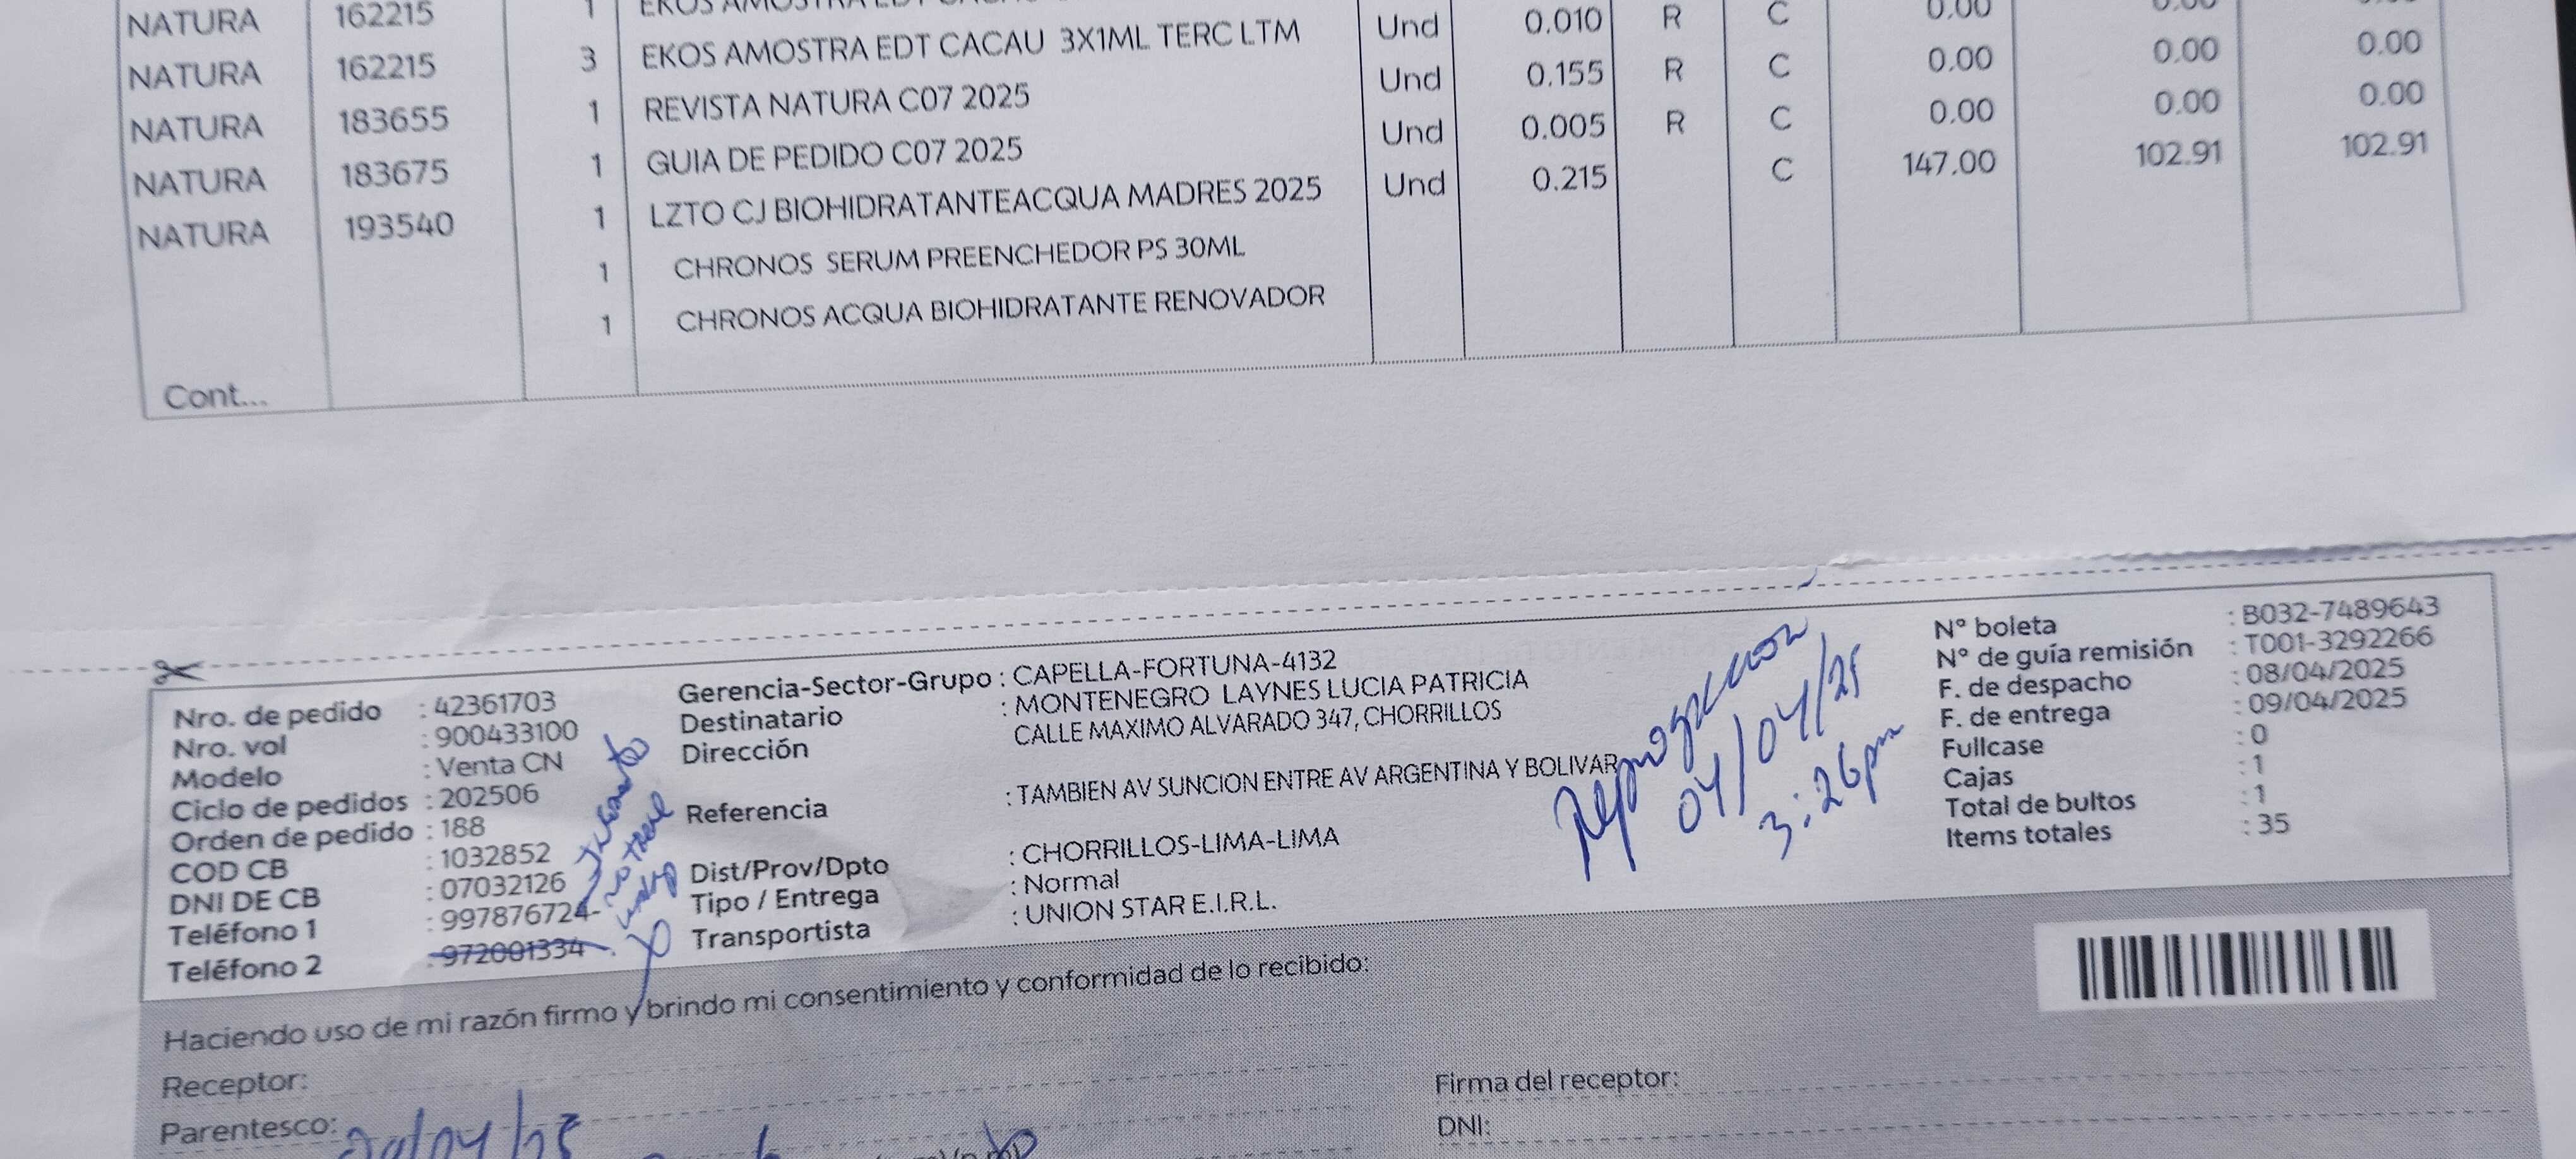 NATURA 162215 1
NATURA 162215 3 EKOS AMOSTRA EDT CACAU 3X1ML TERC LTM Und 0.010 R C 0.00 0.00
NATURA 183655 1 REVISTA NATURA C07 2025 Und 0.155 R C 0.00 0.00 0.00
NATURA 183675 1 GUIA DE PEDIDO C07 2025 Und 0.005 R C 0.00 0.00 0.00
NATURA 193540 1 LZTO CJ BIOHIDRATANTEACQUA MADRES 2025 Und 0.215 C 147.00 102.91 102.91
1 CHRONOS SERUM PREENCHEDOR PS 30ML
1 CHRONOS ACQUA BIOHIDRATANTE RENOVADOR
Cont...
Nro. de pedido : 42361703
Nro. vol : 900433100
Modelo : Venta CN
Ciclo de pedidos : 202506
Orden de pedido : 188
COD CB : 1032852
DNI DE CB : 07032126
Teléfono 1 : 997876724-
Teléfono 2 : 972001334
no tiene
Gerencia-Sector-Grupo : CAPELLA-FORTUNA-4132
Destinatario : MONTENEGRO LAYNES LUCIA PATRICIA
Dirección CALLE MAXIMO ALVARADO 347, CHORRILLOS
Referencia : TAMBIEN AV SUNCION ENTRE AV ARGENTINA Y BOLIVAR
Dist/Prov/Dpto : CHORRILLOS-LIMA-LIMA
Tipo / Entrega : Normal
Transportista : UNION STAR E.I.R.L.
09/04/25
3:26pm
N° boleta : B032-7489643
N° de guía remisión : T001-3292266
F. de despacho : 08/04/2025
F. de entrega : 09/04/2025
Fullcase : 0
Cajas : 1
Total de bultos : 1
Items totales : 35
Haciendo uso de mi razón firmo y brindo mi consentimiento y conformidad de lo recibido:
Receptor:
Parentesco:
Firma del receptor:
DNI: